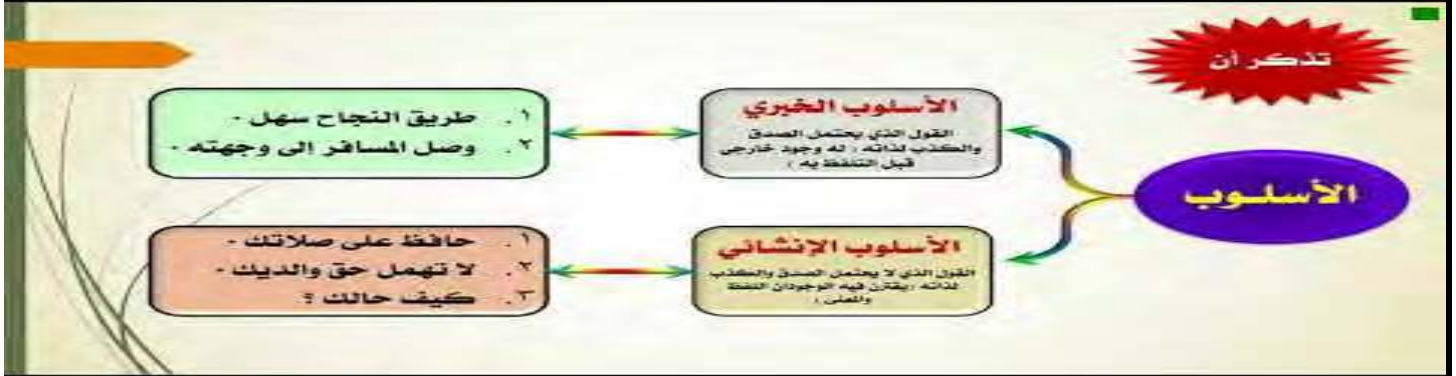 تذكر أن
الأسلوب
الأسلوب الخبري
القول الذي يحتمل الصدق
والكذب لذاته ( له وجود خارجي
قبل التلفظ به )
١. طريق النجاح سهل .
٢. وصل المسافر إلى وجهته .
الأسلوب الإنشائي
القول الذي لا يحتمل الصدق والكذب
لذاته (يقترن فيه الوجودان اللفظ
والمعنى )
١. حافظ على صلاتك .
٢. لا تهمل حق والديك .
٣. كيف حالك ؟